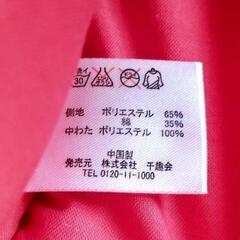 30
側地 ポリエステル 65%
綿 35%
中わた ポリエステル 100%
中国製
発売元 株式会社 千趣会
TEL 0120-11-1000